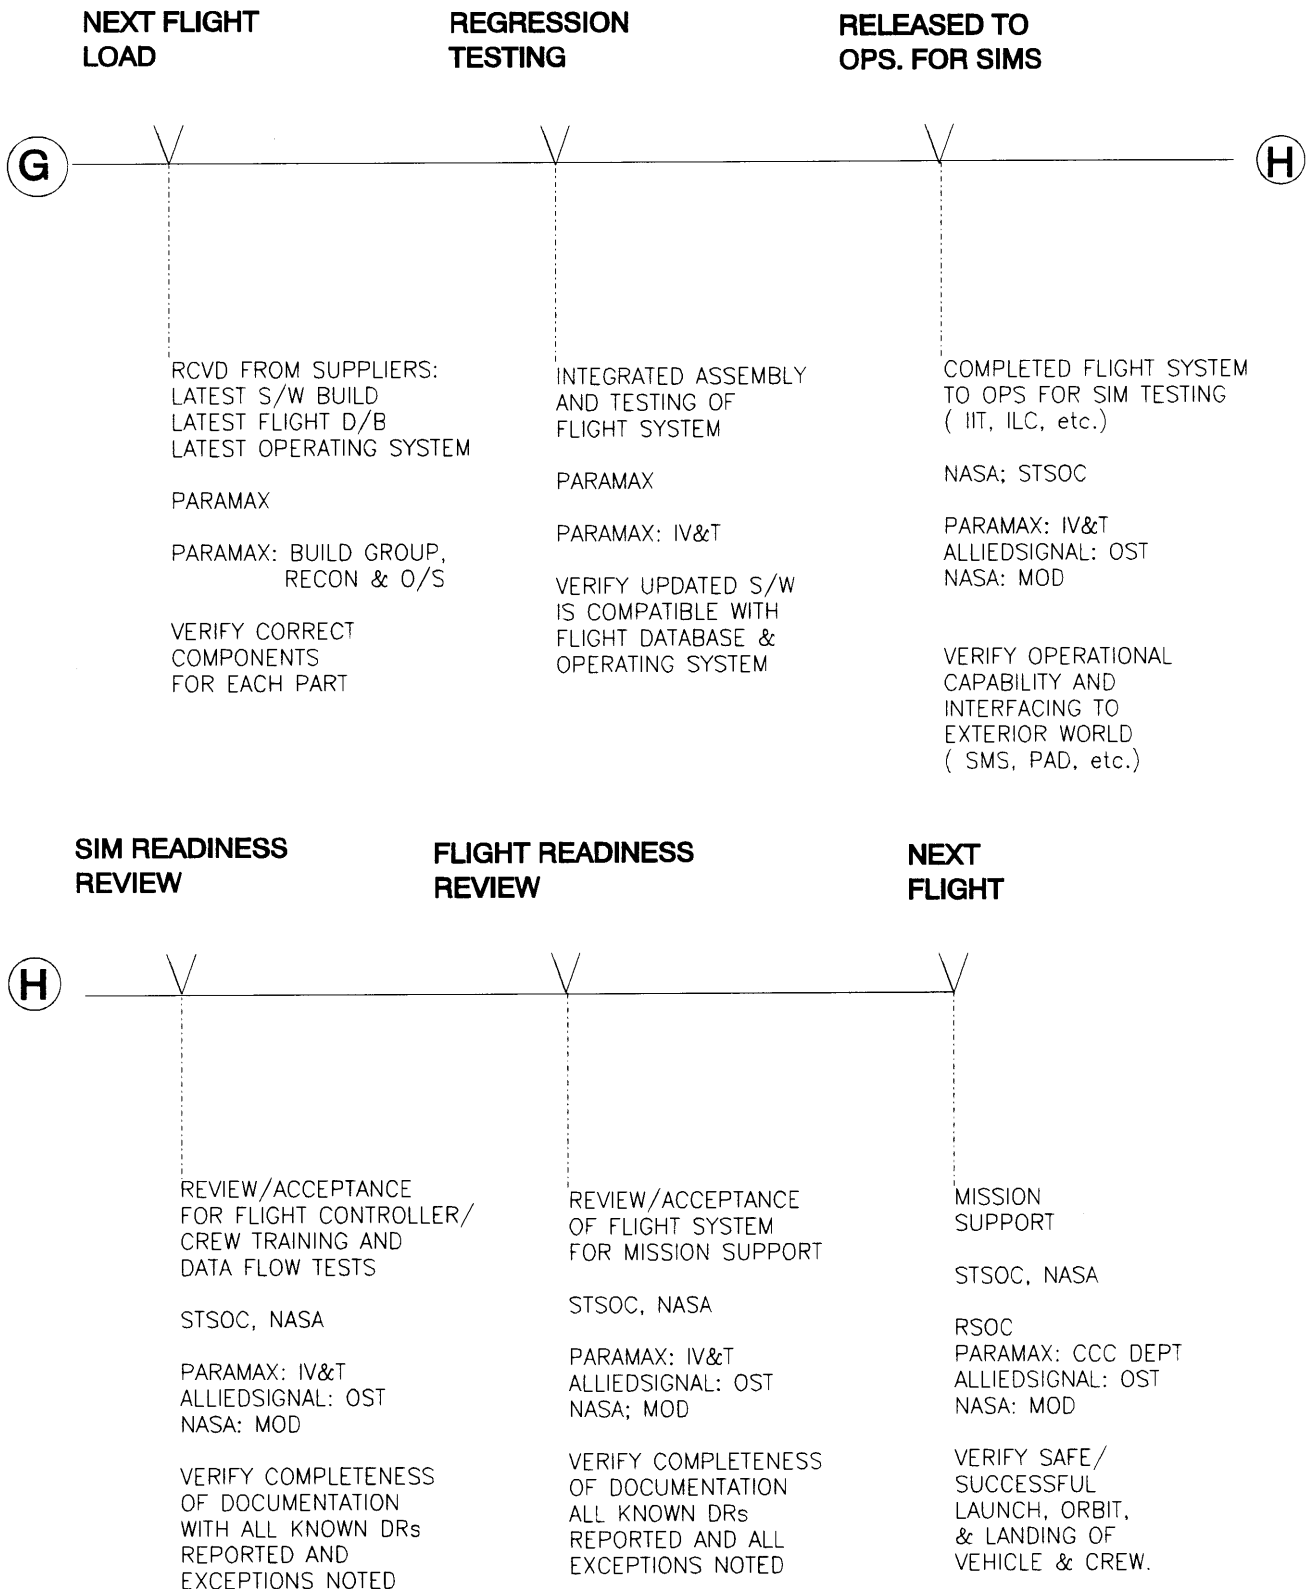 NEXT FLIGHT
LOAD
REGRESSION
TESTING
RELEASED TO
OPS. FOR SIMS
G
H
RCVD FROM SUPPLIERS:
LATEST S/W BUILD
LATEST FLIGHT D/B
LATEST OPERATING SYSTEM
PARAMAX
PARAMAX: BUILD GROUP,
RECON & O/S
VERIFY CORRECT
COMPONENTS
FOR EACH PART
INTEGRATED ASSEMBLY
AND TESTING OF
FLIGHT SYSTEM
PARAMAX
PARAMAX: IV&T
VERIFY UPDATED S/W
IS COMPATIBLE WITH
FLIGHT DATABASE &
OPERATING SYSTEM
COMPLETED FLIGHT SYSTEM
TO OPS FOR SIM TESTING
( IIT, ILC, etc.)
NASA; STSOC
PARAMAX: IV&T
ALLIEDSIGNAL: OST
NASA: MOD
VERIFY OPERATIONAL
CAPABILITY AND
INTERFACING TO
EXTERIOR WORLD
( SMS, PAD, etc.)
SIM READINESS
REVIEW
FLIGHT READINESS
REVIEW
NEXT
FLIGHT
H
REVIEW/ACCEPTANCE
FOR FLIGHT CONTROLLER/
CREW TRAINING AND
DATA FLOW TESTS
STSOC, NASA
PARAMAX: IV&T
ALLIEDSIGNAL: OST
NASA: MOD
VERIFY COMPLETENESS
OF DOCUMENTATION
WITH ALL KNOWN DRs
REPORTED AND
EXCEPTIONS NOTED
REVIEW/ACCEPTANCE
OF FLIGHT SYSTEM
FOR MISSION SUPPORT
STSOC, NASA
PARAMAX: IV&T
ALLIEDSIGNAL: OST
NASA; MOD
VERIFY COMPLETENESS
OF DOCUMENTATION
ALL KNOWN DRs
REPORTED AND ALL
EXCEPTIONS NOTED
MISSION
SUPPORT
STSOC, NASA
RSOC
PARAMAX: CCC DEPT
ALLIEDSIGNAL: OST
NASA: MOD
VERIFY SAFE/
SUCCESSFUL
LAUNCH, ORBIT,
& LANDING OF
VEHICLE & CREW.